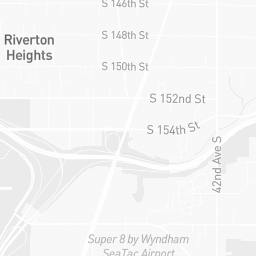 S 146th St
Riverton
Heights
S 148th St
S 150th St
S 152nd St
S 154th St
42nd Ave S
Super 8 by Wyndham
SeaTac Airport